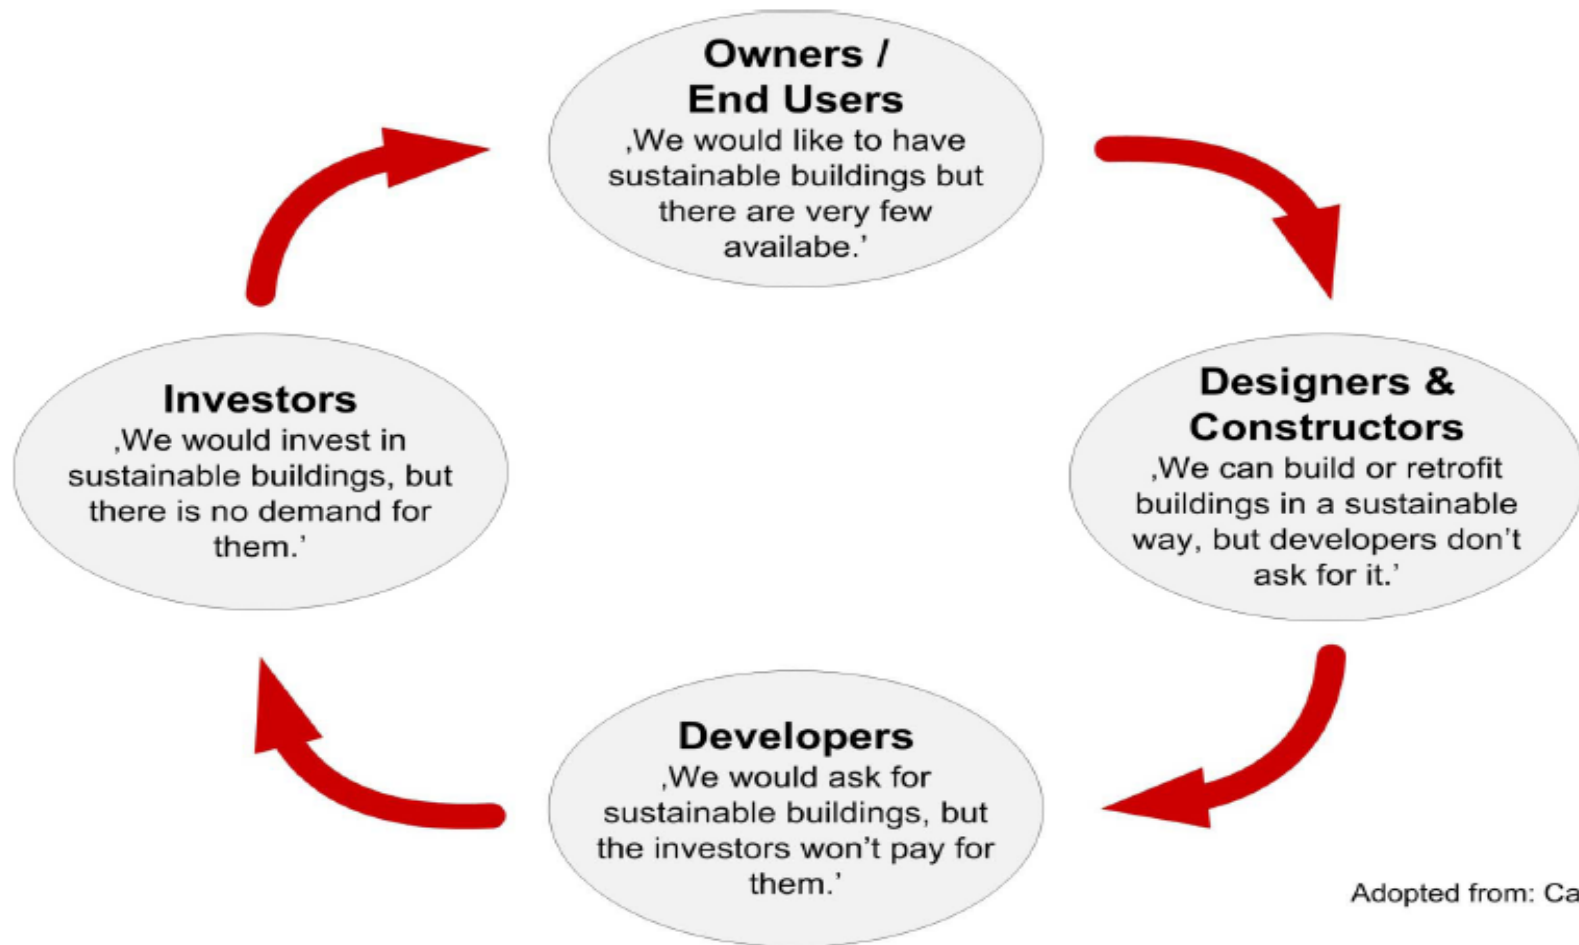 Owners /
End Users
‚We would like to have
sustainable buildings but
there are very few
availabe.’
Designers &
Constructors
‚We can build or retrofit
buildings in a sustainable
way, but developers don’t
ask for it.’
Developers
‚We would ask for
sustainable buildings, but
the investors won’t pay for
them.’
Investors
‚We would invest in
sustainable buildings, but
there is no demand for
them.’
Adopted from: Ca